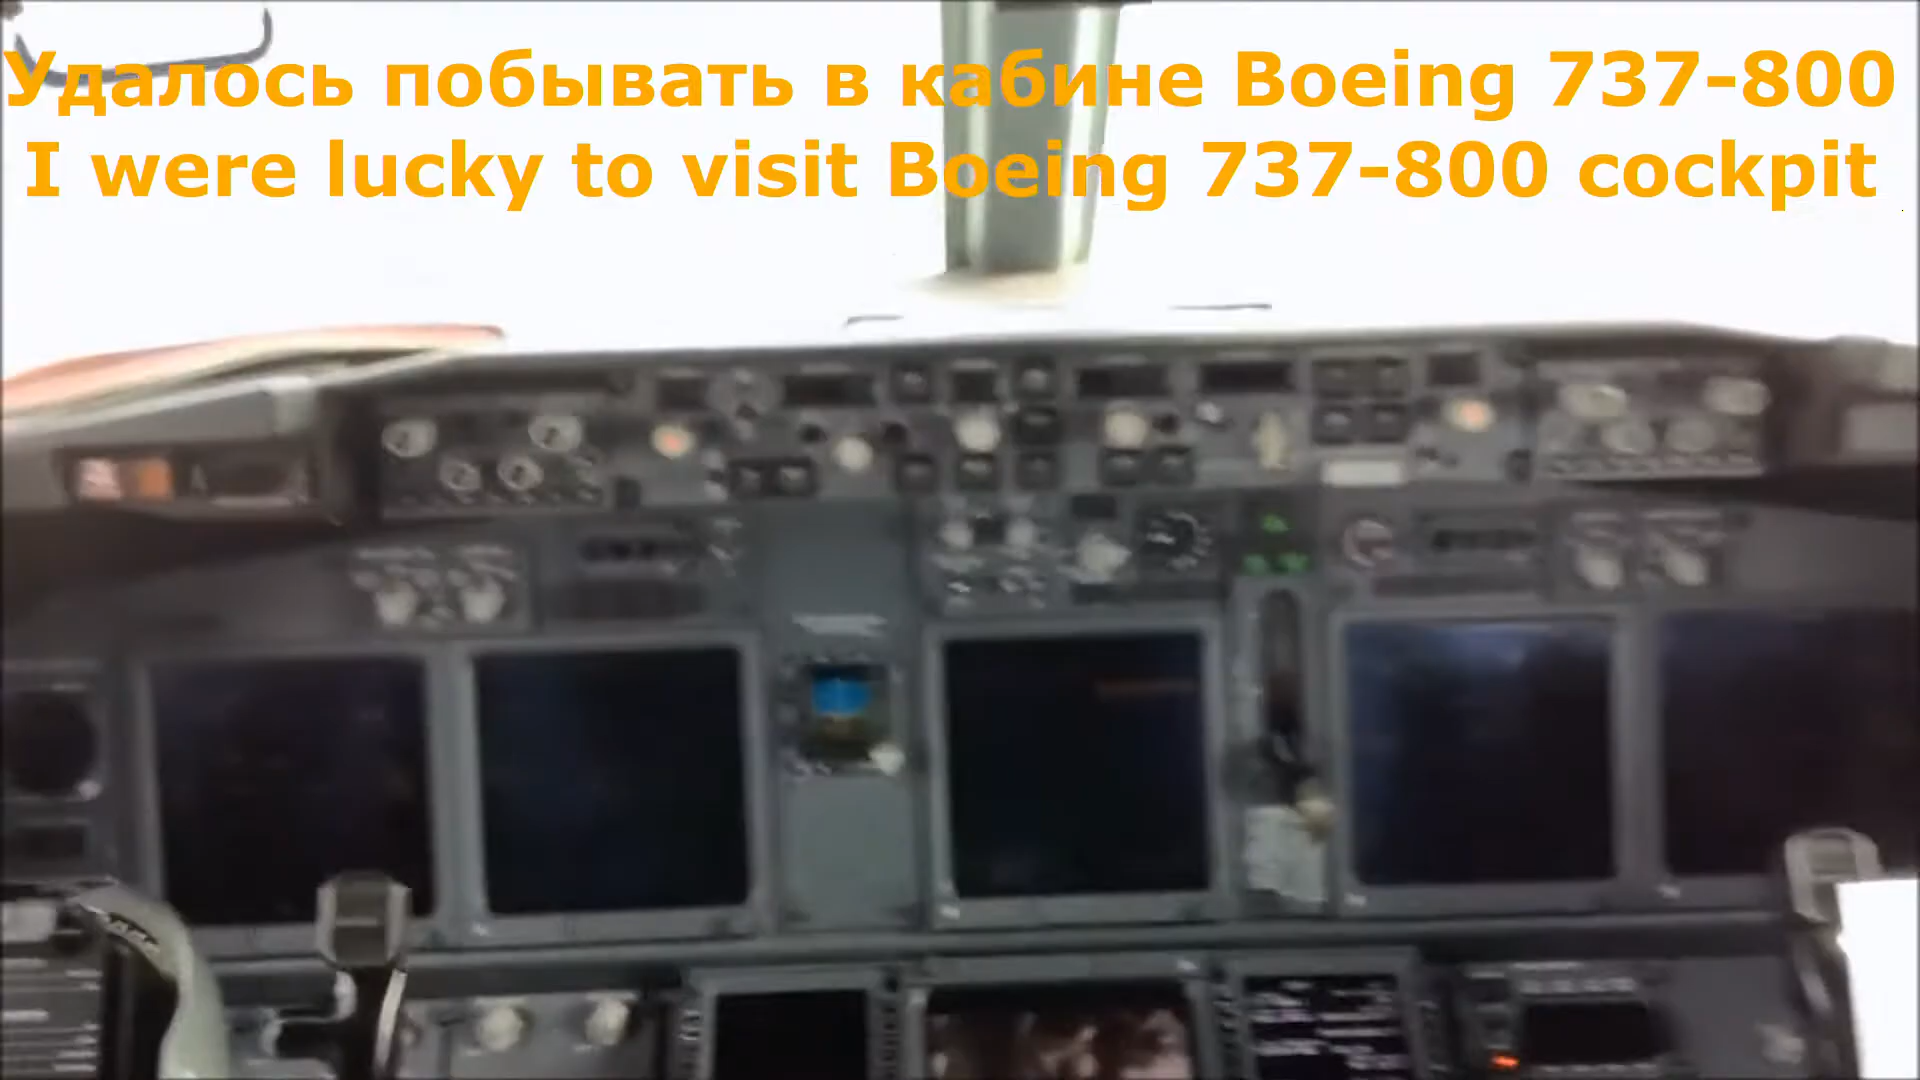 Удалось побывать в кабине Boeing 737-800
I were lucky to visit Boeing 737-800 cockpit